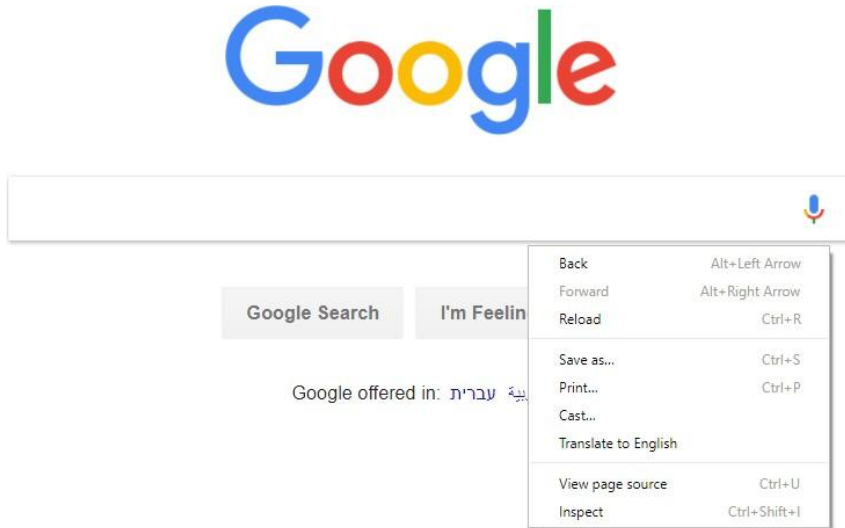 Google
Back Alt+Left Arrow
Forward Alt+Right Arrow
Reload Ctrl+R
Google Search
I'm Feelin
Save as... Ctrl+S
Print... Ctrl+P
Google offered in: עברית
Cast...
Translate to English
View page source Ctrl+U
Inspect Ctrl+Shift+I